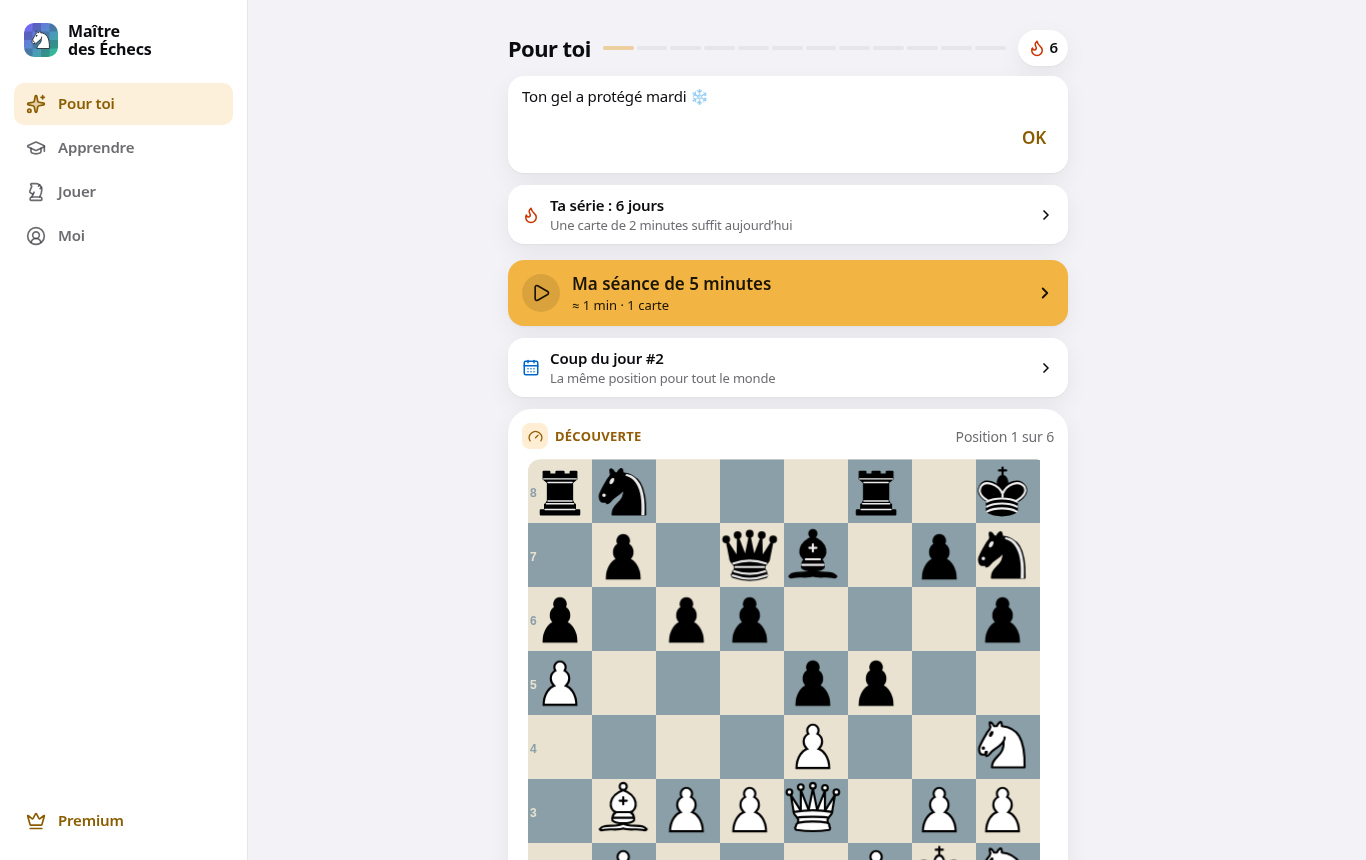 Maître
des Échecs
Pour toi
Apprendre
Jouer
Moi
Premium
Pour toi
6
Ton gel a protégé mardi ❄️
OK
Ta série : 6 jours
Une carte de 2 minutes suffit aujourd’hui
Ma séance de 5 minutes
≈ 1 min · 1 carte
Coup du jour #2
La même position pour tout le monde
DÉCOUVERTE
Position 1 sur 6
8
7
6
5
4
3